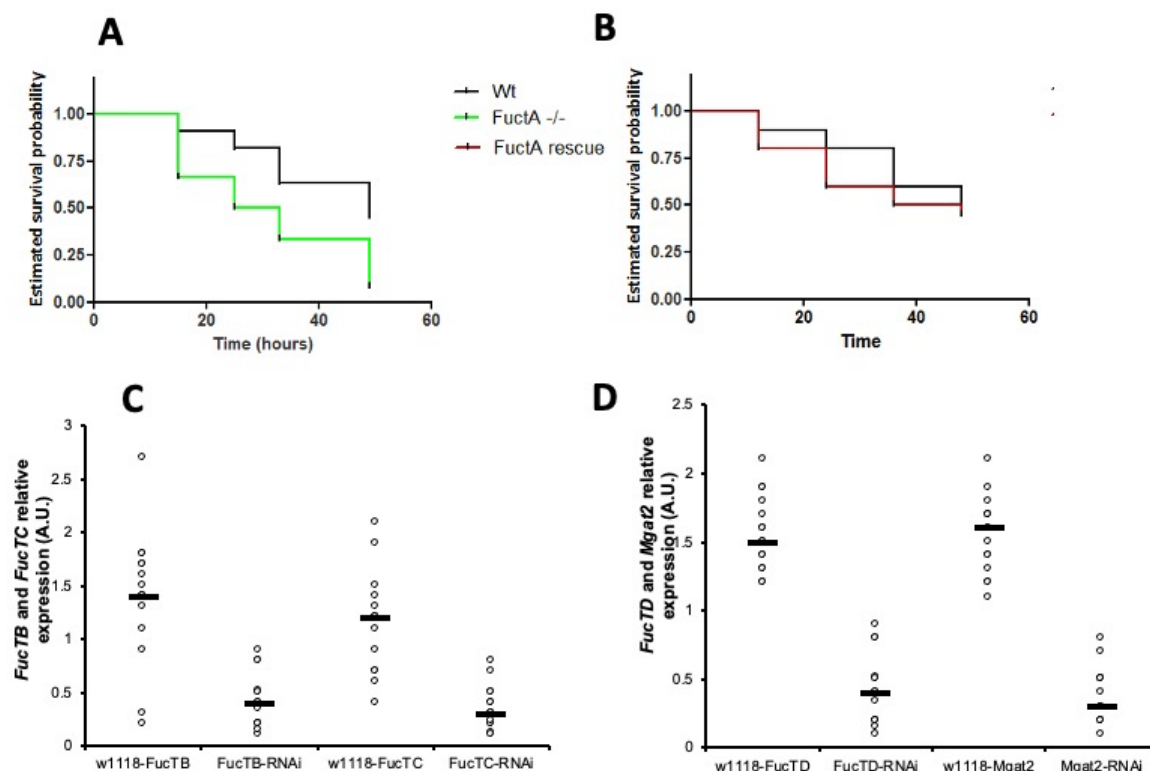 A
Estimated survival probability
1.00
0.75
0.50
0.25
0.00
0
20
40
60
Time (hours)
Wt
FuctA -/-
FuctA rescue
B
Estimated survival probability
1.00
0.75
0.50
0.25
0.00
0
20
40
60
Time
C
FucTB and FucTC relative
expression (A.U.)
3
2.5
2
1.5
1
0.5
0
w1118-FucTB
FucTB-RNAi
w1118-FucTC
FucTC-RNAi
D
FucTD and Mgat2 relative
expression (A.U.)
2.5
2
1.5
1
0.5
0
w1118-FucTD
FucTD-RNAi
w1118-Mgat2
Mgat2-RNAi